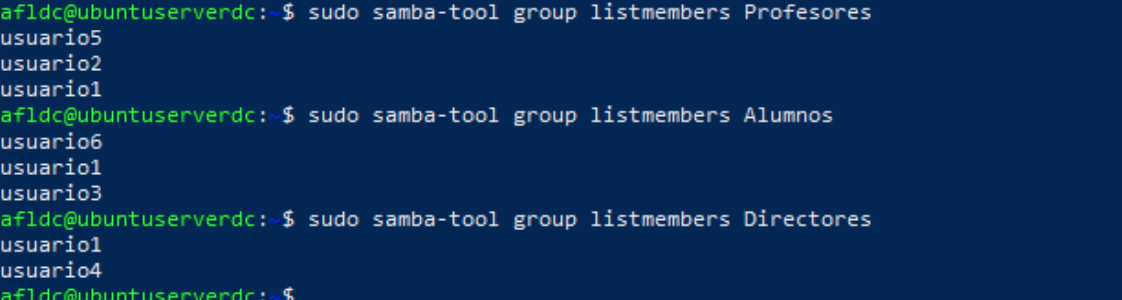 afldc@ubuntuserverdc:~$ sudo samba-tool group listmembers Profesores
usuario5
usuario2
usuario1
afldc@ubuntuserverdc:~$ sudo samba-tool group listmembers Alumnos
usuario6
usuario1
usuario3
afldc@ubuntuserverdc:~$ sudo samba-tool group listmembers Directores
usuario1
usuario4
afldc@ubuntuserverdc:~$